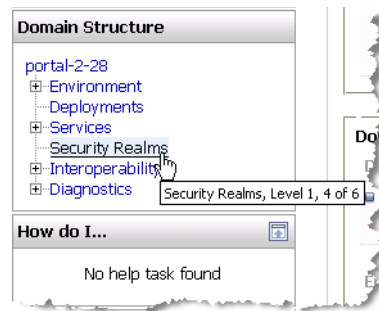 Domain Structure
portal-2-28
Environment
Deployments
Services
Security Realms
Interoperability
Diagnostics
Security Realms, Level 1, 4 of 6
How do I...
No help task found